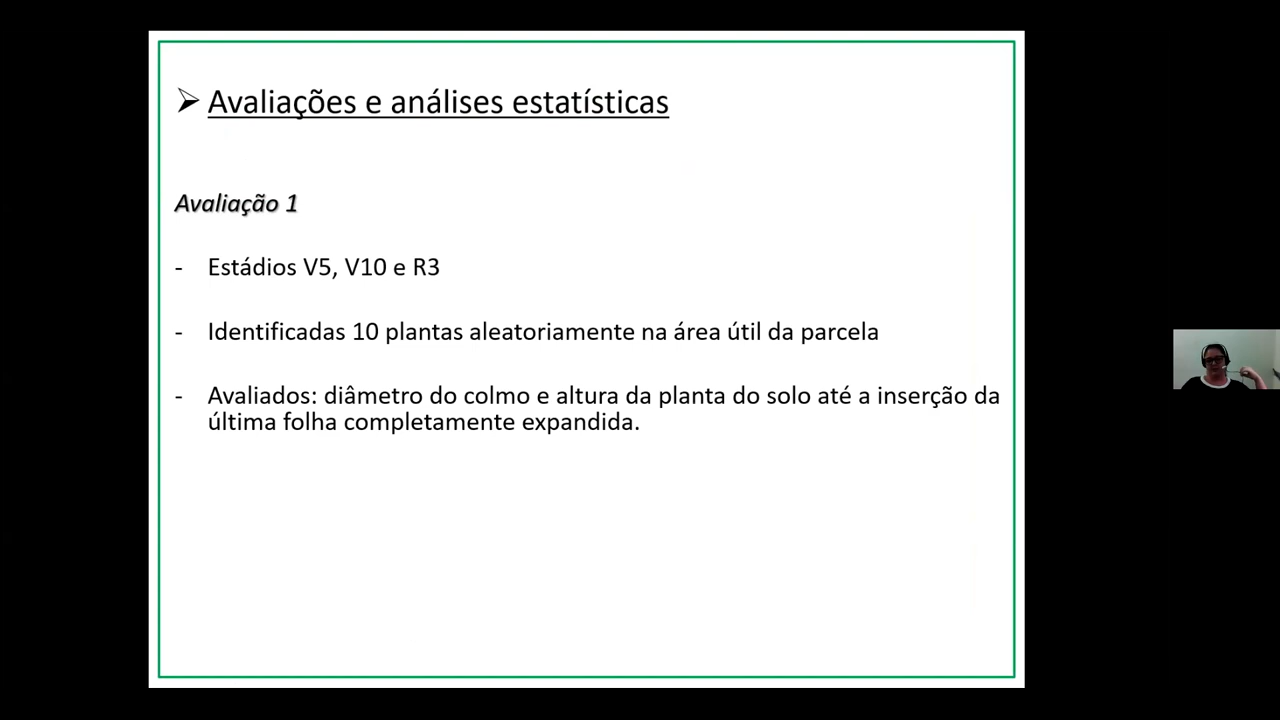 ➢ Avaliações e análises estatísticas
Avaliação 1
- Estádios V5, V10 e R3
- Identificadas 10 plantas aleatoriamente na área útil da parcela
- Avaliados: diâmetro do colmo e altura da planta do solo até a inserção da
última folha completamente expandida.